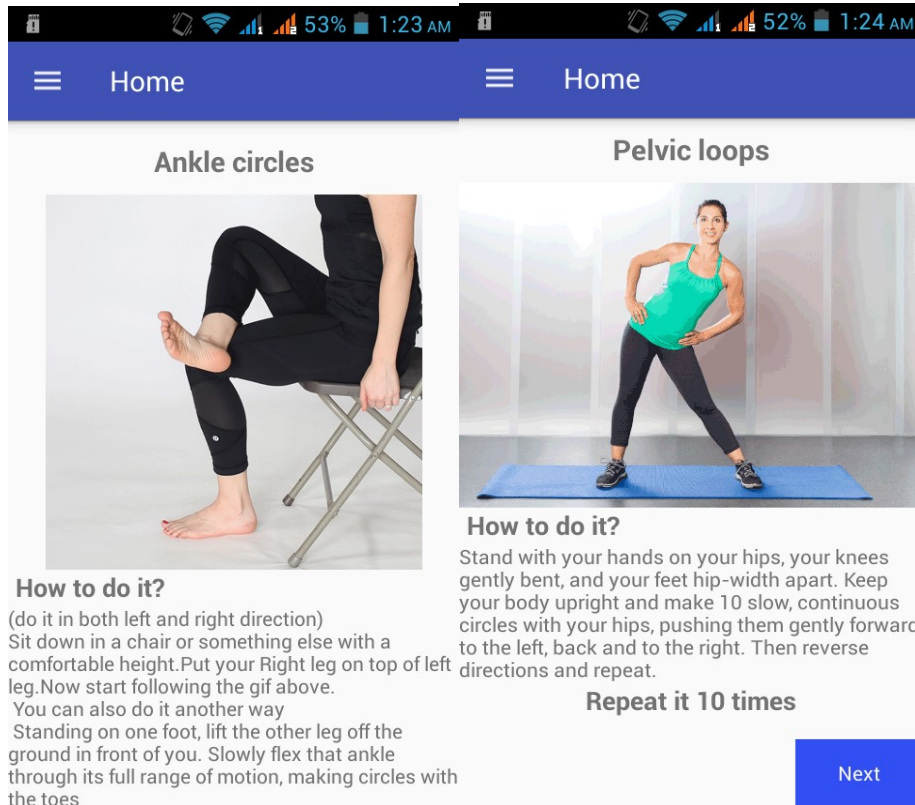 53% 1:23 AM
Home
Ankle circles
How to do it?
(do it in both left and right direction)
Sit down in a chair or something else with a
comfortable height.Put your Right leg on top of left
leg.Now start following the gif above.
You can also do it another way
Standing on one foot, lift the other leg off the
ground in front of you. Slowly flex that ankle
through its full range of motion, making circles with
the toes
52% 1:24 AM
Home
Pelvic loops
How to do it?
Stand with your hands on your hips, your knees
gently bent, and your feet hip-width apart. Keep
your body upright and make 10 slow, continuous
circles with your hips, pushing them gently forward
to the left, back and to the right. Then reverse
directions and repeat.
Repeat it 10 times
Next